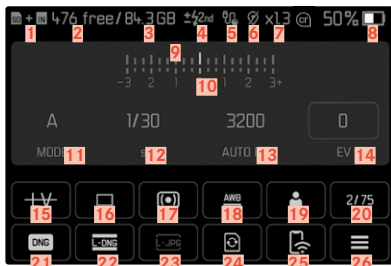 + IN 476 free/84.3GB ±2nd x1.3 cr 50%
1 2 3 4 5 6 7 8
9
10
-3 2 1 1 2 3+
A 1/30 3200 0
MODE AUTO EV
11 12 13 14
AWB 2/75
15 16 17 18 19 20
DNG L-DNG L-JPG
21 22 23 24 25 26